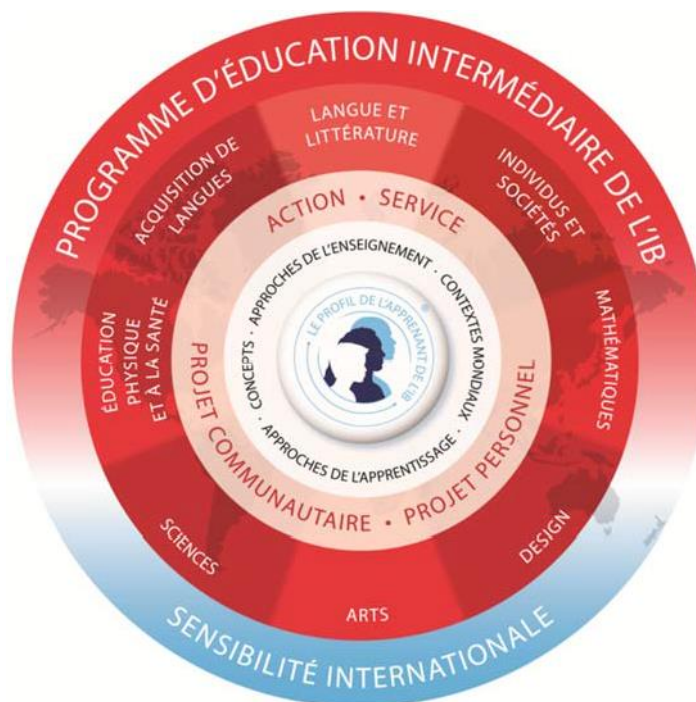 PROGRAMME D'ÉDUCATION INTERMÉDIAIRE DE L'IB
LANGUE ET
LITTÉRATURE
INDIVIDUS ET
SOCIÉTÉS
MATHÉMATIQUES
DESIGN
ARTS
SCIENCES
ÉDUCATION
PHYSIQUE
ET À LA SANTÉ
ACQUISITION DE
LANGUES
ACTION • SERVICE
PROJET COMMUNAUTAIRE • PROJET PERSONNEL
APPROCHES DE L'ENSEIGNEMENT · CONTEXTES MONDIAUX ·
APPROCHES DE L'APPRENTISSAGE · CONCEPTS ·
LE PROFIL DE L'APPRENANT DE L'IB
®
SENSIBILITÉ INTERNATIONALE